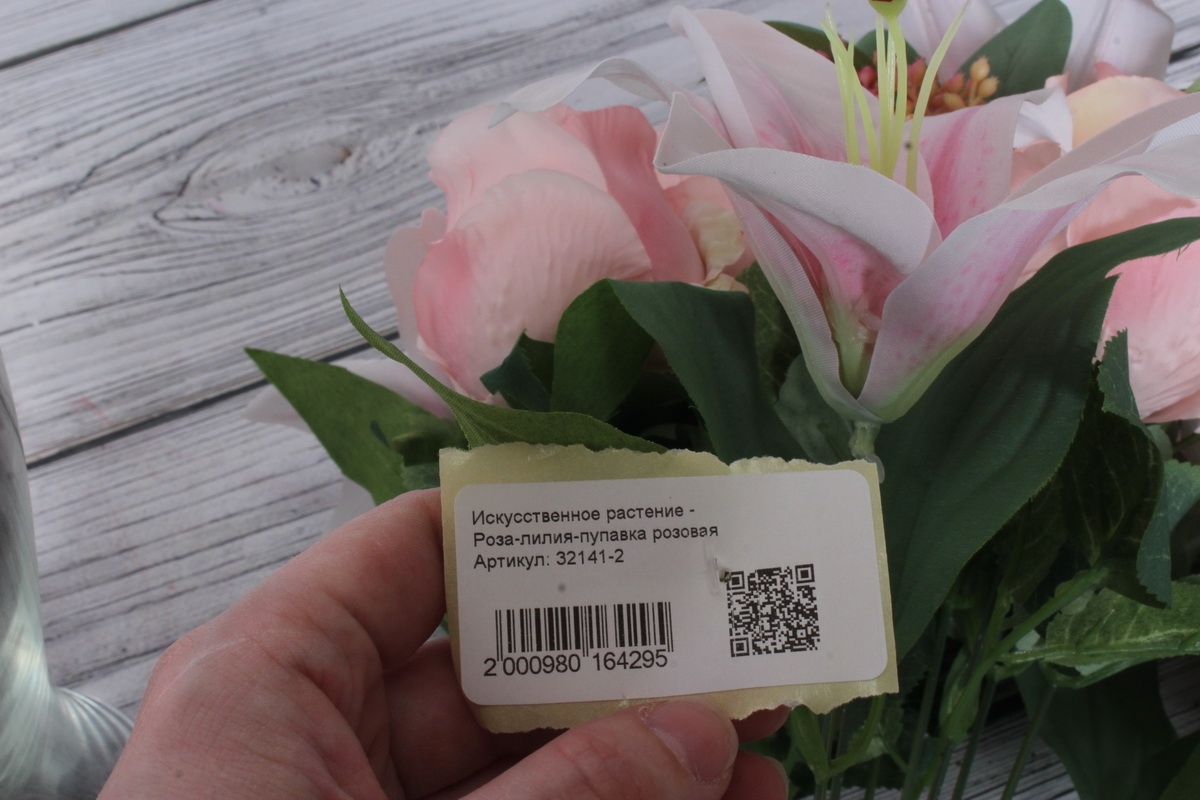 Искусственное растение -
Роза-лилия-пупавка розовая
Артикул: 32141-2
2 000980 164295